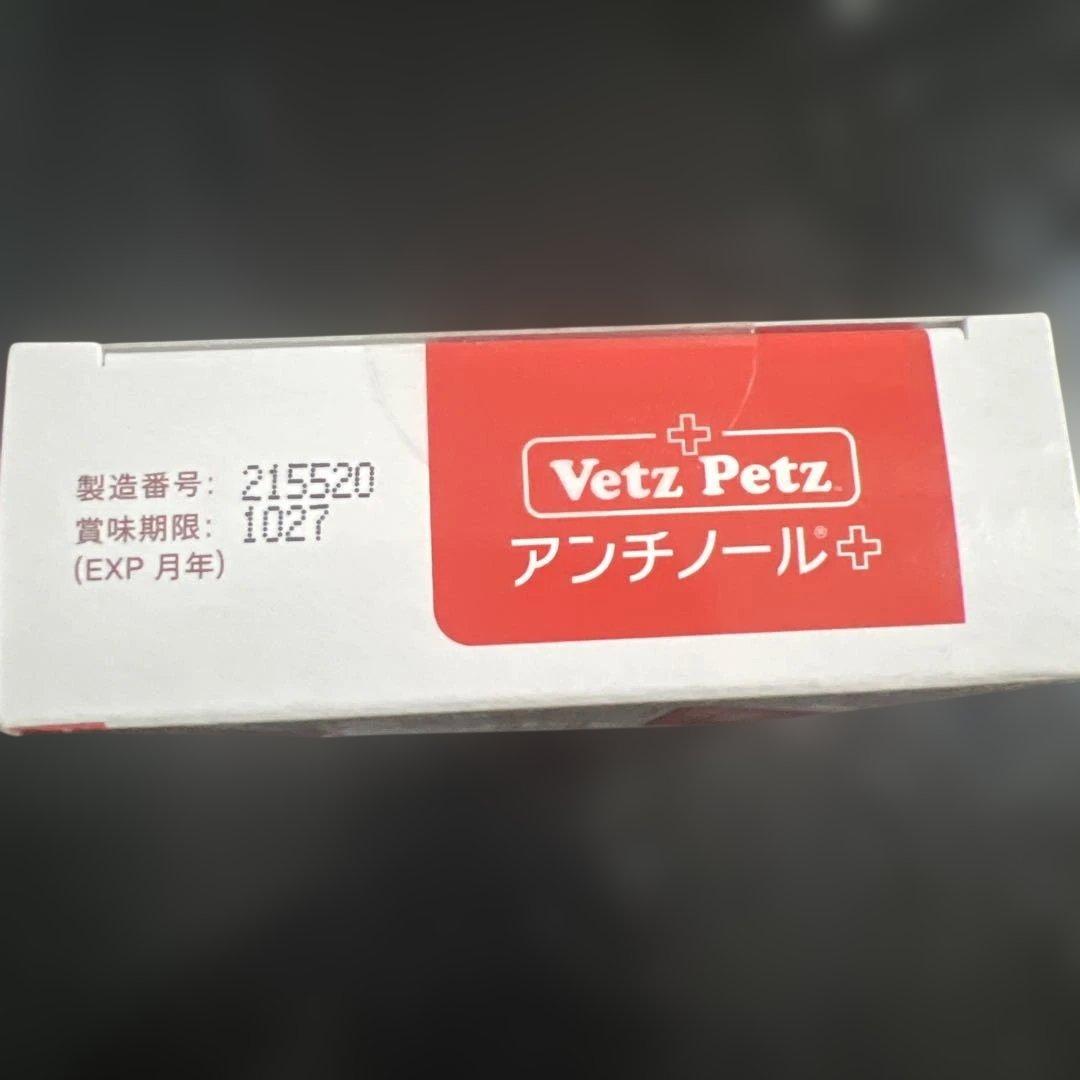 製造番号: 215520
賞味期限: 1027
(EXP 月年)
Vetz Petz™
アンチノール®+